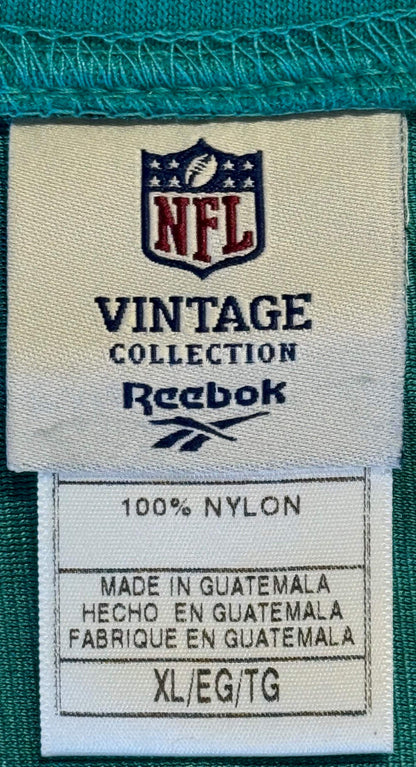 NFL
VINTAGE
COLLECTION
Reebok
100% NYLON
MADE IN GUATEMALA
HECHO EN GUATEMALA
FABRIQUE EN GUATEMALA
XL/EG/TG